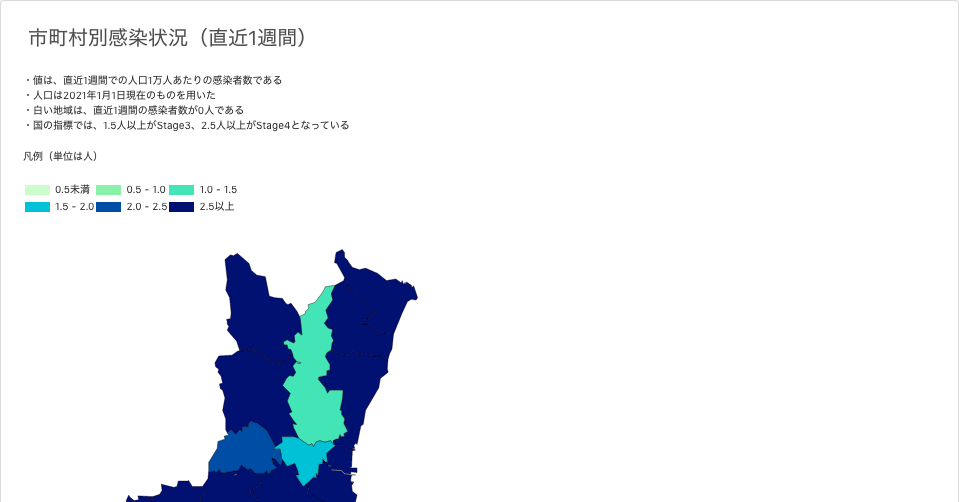 市町村別感染状況（直近1週間）
・値は、直近1週間での人口1万人あたりの感染者数である
・人口は2021年1月1日現在のものを用いた
・白い地域は、直近1週間の感染者数が0人である
・国の指標では、1.5人以上がStage3、2.5人以上がStage4となっている
凡例（単位は人）
0.5未満 0.5 - 1.0 1.0 - 1.5
1.5 - 2.0 2.0 - 2.5 2.5以上